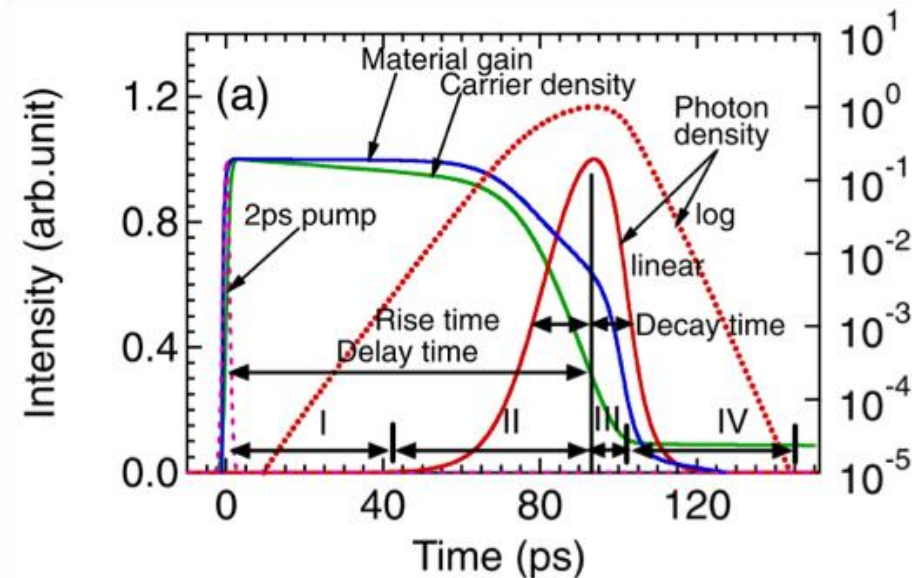 (a)
Material gain
Carrier density
Photon
density
2ps pump
log
linear
Rise time
Decay time
Delay time
I
II
III
IV
Intensity (arb.unit)
1.2
0.8
0.4
0.0
10^1
10^0
10^-1
10^-2
10^-3
10^-4
10^-5
0
40
80
120
Time (ps)